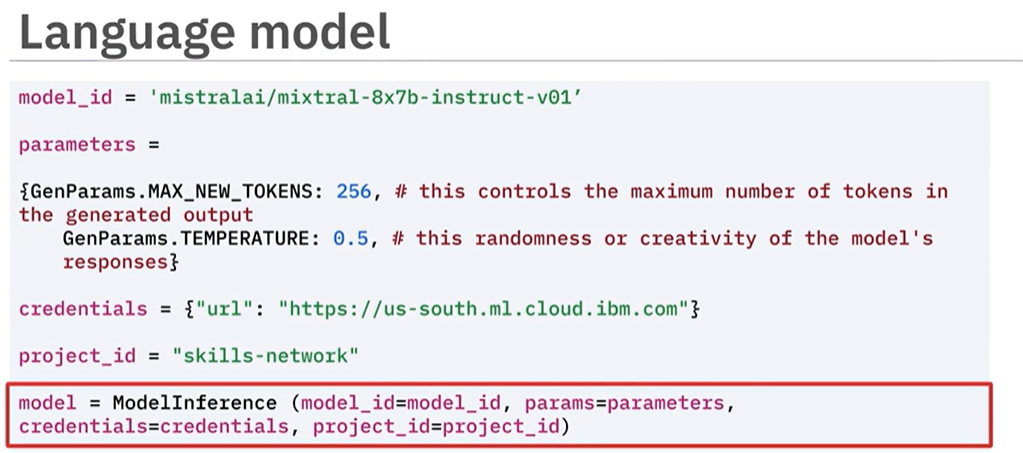 Language model
model_id = 'mistralai/mixtral-8x7b-instruct-v01’
parameters =
{GenParams.MAX_NEW_TOKENS: 256, # this controls the maximum number of tokens in
the generated output
GenParams.TEMPERATURE: 0.5, # this randomness or creativity of the model's
responses}
credentials = {"url": "https://us-south.ml.cloud.ibm.com"}
project_id = "skills-network"
model = ModelInference (model_id=model_id, params=parameters,
credentials=credentials, project_id=project_id)